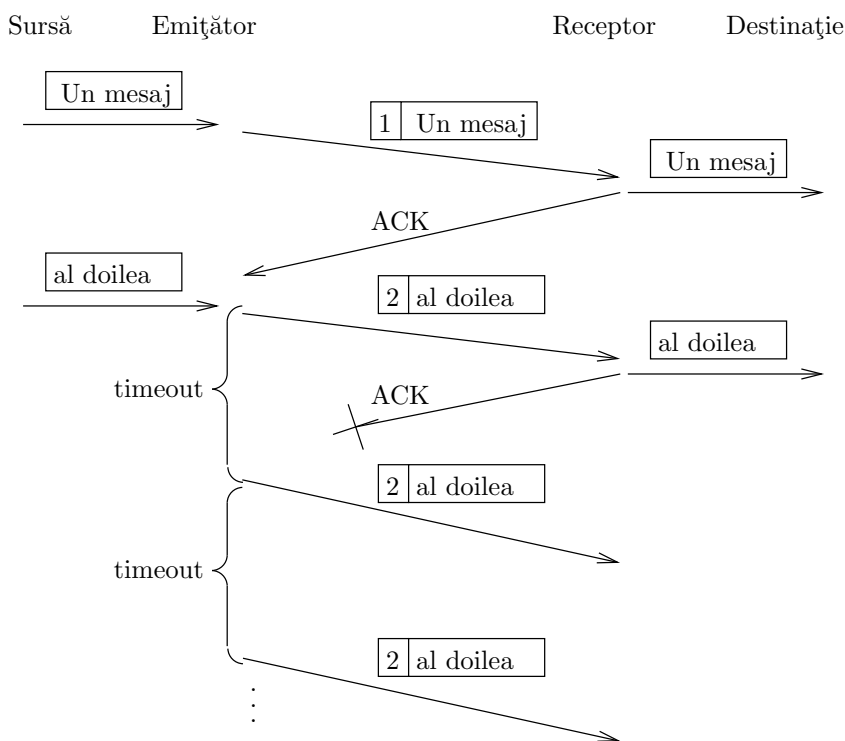 Sursă Emiţător Receptor Destinaţie
Un mesaj
1 Un mesaj
Un mesaj
ACK
al doilea
2 al doilea
al doilea
timeout
ACK
2 al doilea
timeout
2 al doilea